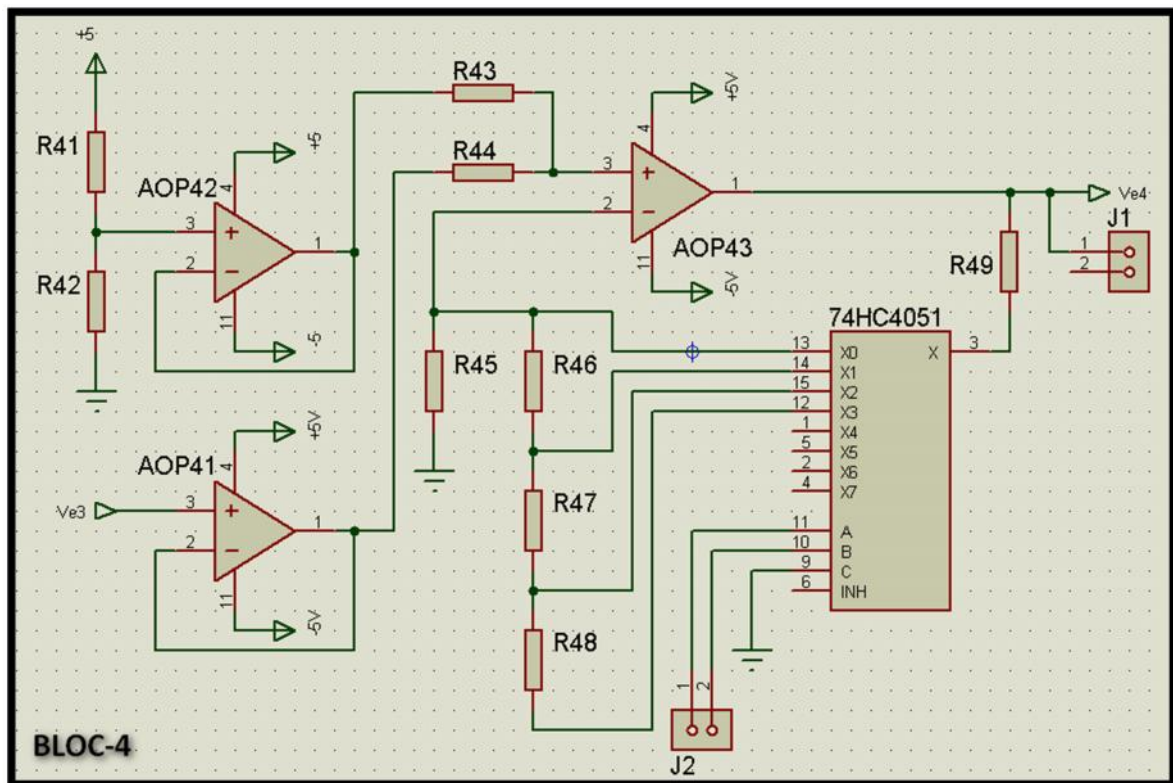 +5
R41
R42
AOP42
3
2
4
+5
1
11
-5
R43
R44
3
2
4
+5V
1
AOP43
11
-5V
Ve4
J1
1
2
R49
74HC4051
13 X0 X 3
14 X1
15 X2
12 X3
1 X4
5 X5
2 X6
4 X7
11 A
10 B
9 C
6 INH
R45
R46
R47
R48
AOP41
Ve3
3
2
4
+5V
1
11
-5V
1
2
J2
BLOC-4